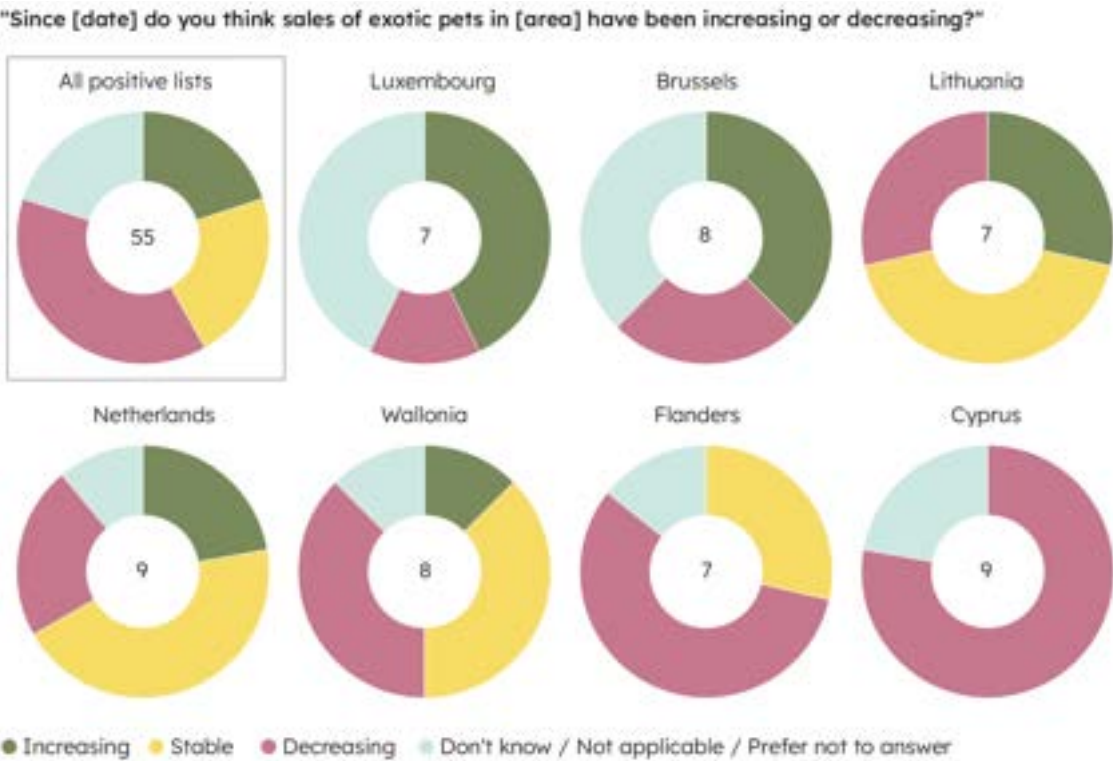 "Since [date] do you think sales of exotic pets in [area] have been increasing or decreasing?"
All positive lists
Luxembourg
Brussels
Lithuania
55
7
8
7
Netherlands
Wallonia
Flanders
Cyprus
9
8
7
9
Increasing
Stable
Decreasing
Don't know / Not applicable / Prefer not to answer